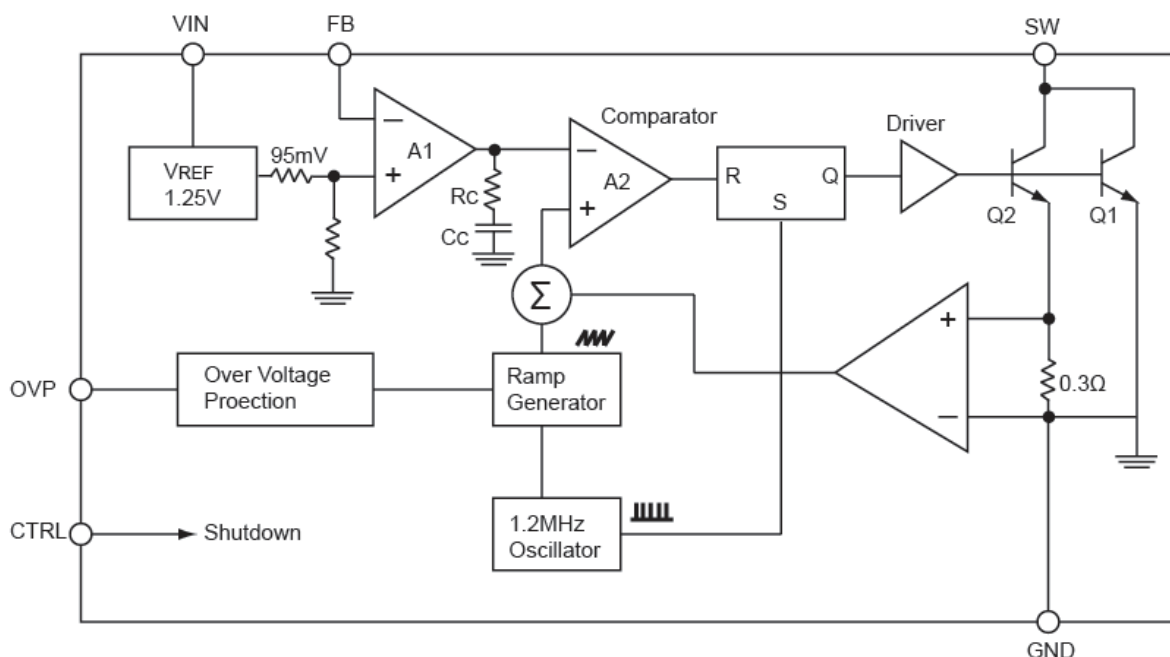 VIN
FB
SW
Comparator
Driver
VREF
1.25V
95mV
−
+
A1
RC
CC
−
+
A2
R
Q
S
Q2
Q1
Σ
+
−
0.3Ω
OVP
Over Voltage
Proection
Ramp
Generator
CTRL
Shutdown
1.2MHz
Oscillator
GND